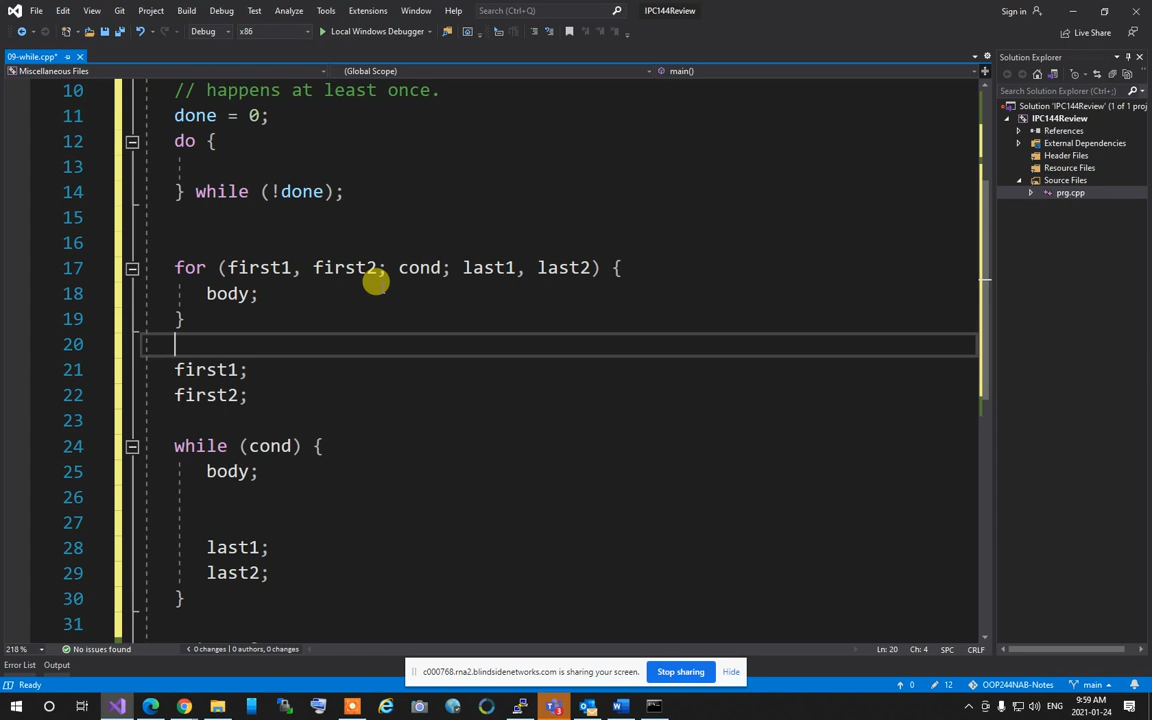 File Edit View Git Project Build Debug Test Analyze Tools Extensions Window Help Search (Ctrl+Q) IPC144Review Sign in
Debug x86 Local Windows Debugger Live Share
09-while.cpp* Solution Explorer
Miscellaneous Files (Global Scope) main()
Search Solution Explorer (Ctrl+;)
Solution 'IPC144Review' (1 of 1 proj
IPC144Review
References
External Dependencies
Header Files
Resource Files
Source Files
prg.cpp
10 // happens at least once.
11 done = 0;
12 do {
13
14 } while (!done);
15
16
17 for (first1, first2; cond; last1, last2) {
18 body;
19 }
20
21 first1;
22 first2;
23
24 while (cond) {
25 body;
26
27
28 last1;
29 last2;
30 }
31
218 % No issues found 0 changes | 0 authors, 0 changes Ln: 20 Ch: 4 SPC CRLF
Error List Output
c000768.rna2.blindsidenetworks.com is sharing your screen. Stop sharing Hide
Ready 0 12 OOP244NAB-Notes main
ENG 9:59 AM
2021-01-24